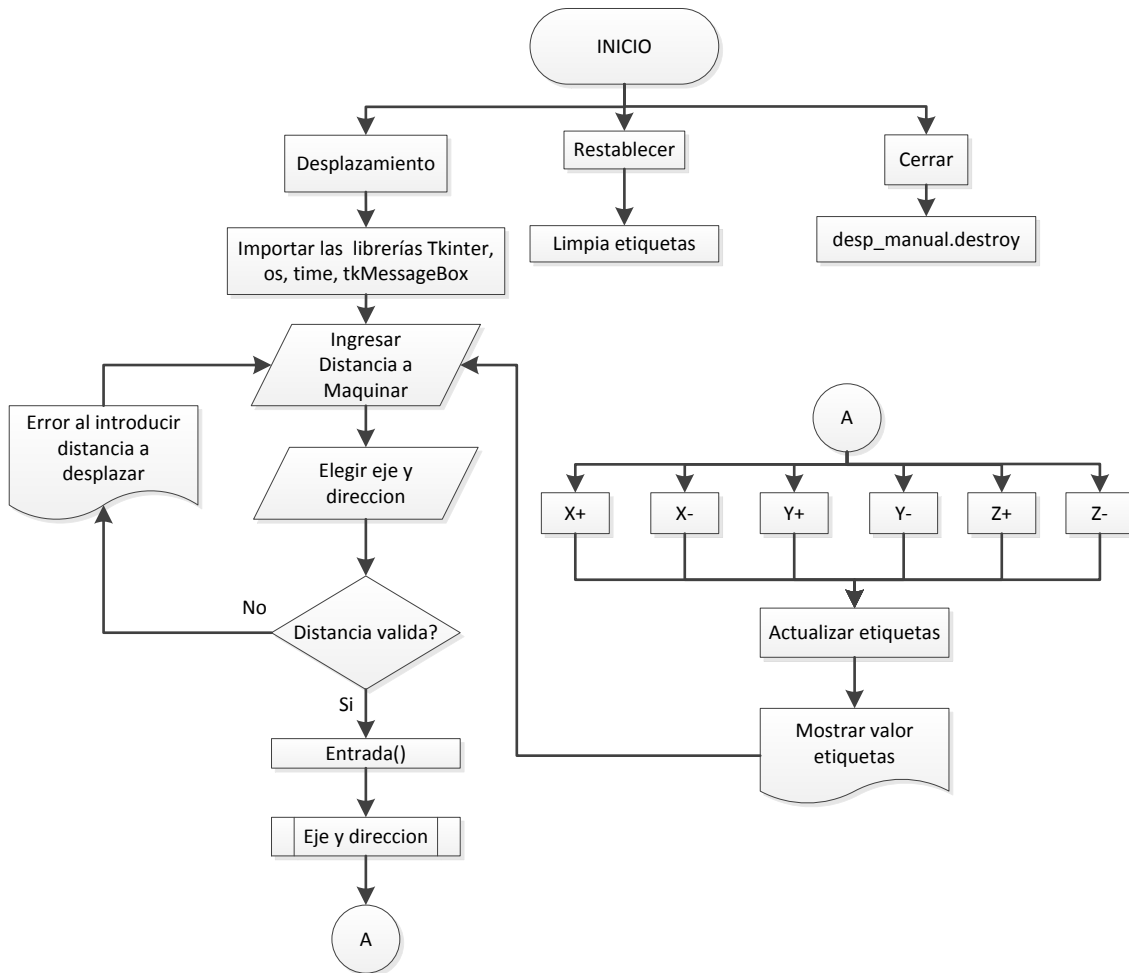 INICIO
Desplazamiento
Restablecer
Cerrar
Importar las librerías Tkinter,
os, time, tkMessageBox
Limpia etiquetas
desp_manual.destroy
Ingresar
Distancia a
Maquinar
Error al introducir
distancia a
desplazar
Elegir eje y
direccion
A
X+
X-
Y+
Y-
Z+
Z-
No
Distancia valida?
Si
Actualizar etiquetas
Mostrar valor
etiquetas
Entrada()
Eje y direccion
A